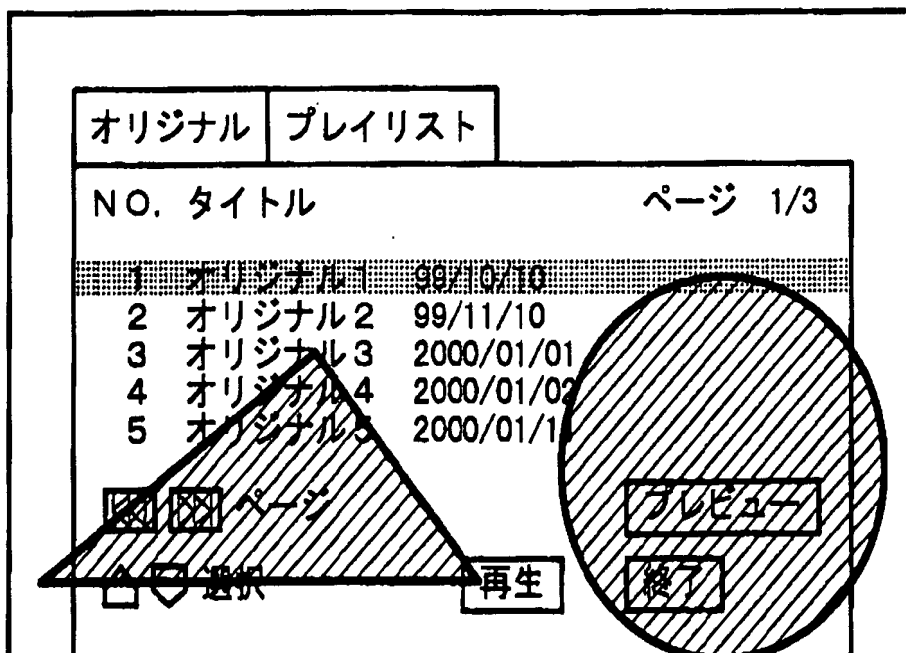 オリジナル プレイリスト
NO. タイトル ページ 1/3
1 オリジナル1 99/10/10
2 オリジナル2 99/11/10
3 オリジナル3 2000/01/01
4 オリジナル4 2000/01/02
5 オリジナル5
ページ プレビュー
選択 再生 終了